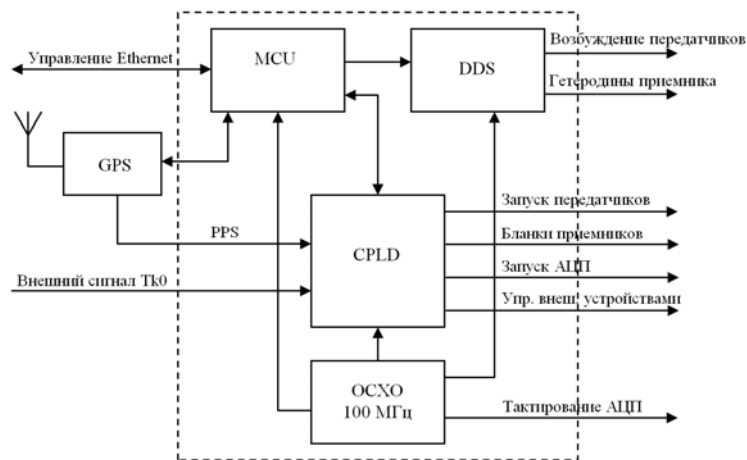 Управление Ethernet
MCU
DDS
Возбуждение передатчиков
Гетеродины приемника
GPS
PPS
Внешний сигнал Tk0
CPLD
Запуск передатчиков
Бланки приемников
Запуск АЦП
Упр. внеш. устройствами
OCXO
100 МГц
Тактирование АЦП